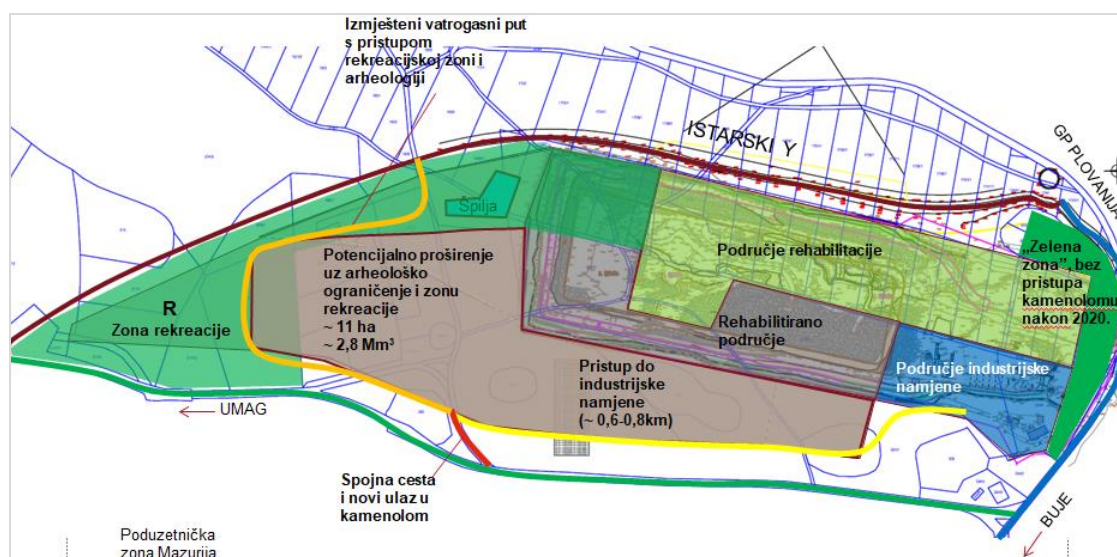 Izmješteni vatrogasni put
s pristupom
rekreacijskoj zoni i
arheologiji
ISTARSKI Y
GP PLOVANIJA
Špilja
Potencijalno proširenje
uz arheološko
ograničenje i zonu
rekreacije
~ 11 ha
~ 2,8 Mm³
R
Zona rekreacije
Područje rehabilitacije
„Zelena
zona”, bez
pristupa
kamenolomu
nakon 2020.
Rehabilitirano
područje
Pristup do
industrijske
namjene
(~ 0,6-0,8km)
Područje industrijske
namjene
UMAG
Spojna cesta
i novi ulaz u
kamenolom
BUJE
Poduzetnička
zona Mazurija